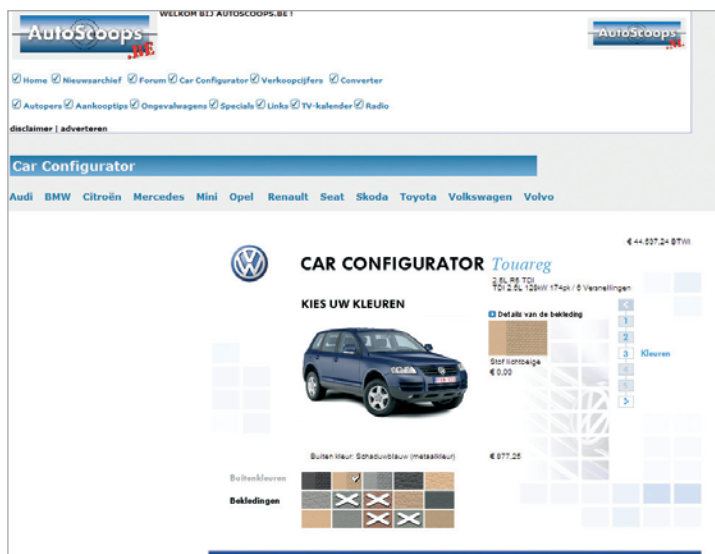 WELKOM BIJ AUTOSCOOPS.BE !
AutoScoops
.BE
AutoScoops
.NL
Home Nieuwsarchief Forum Car Configurator Verkoopcijfers Converter
Autopers Aankooptips Ongevalwagens Specials Links TV-kalender Radio
disclaimer | adverteren
Car Configurator
Audi BMW Citroën Mercedes Mini Opel Renault Seat Skoda Toyota Volkswagen Volvo
€ 44.537,24 BTWI
CAR CONFIGURATOR Touareg
2.5L R5 TDI
TDI 2.5L 128kW 174pk / 6 Versnellingen
KIES UW KLEUREN
Details van de bekleding
<
1
2
3 Kleuren
4
5
>
Stof lichtbeige
€ 0,00
Buiten kleur: Schaduwblauw (metaalkleur) € 877,25
Buitenkleuren
Bekledingen